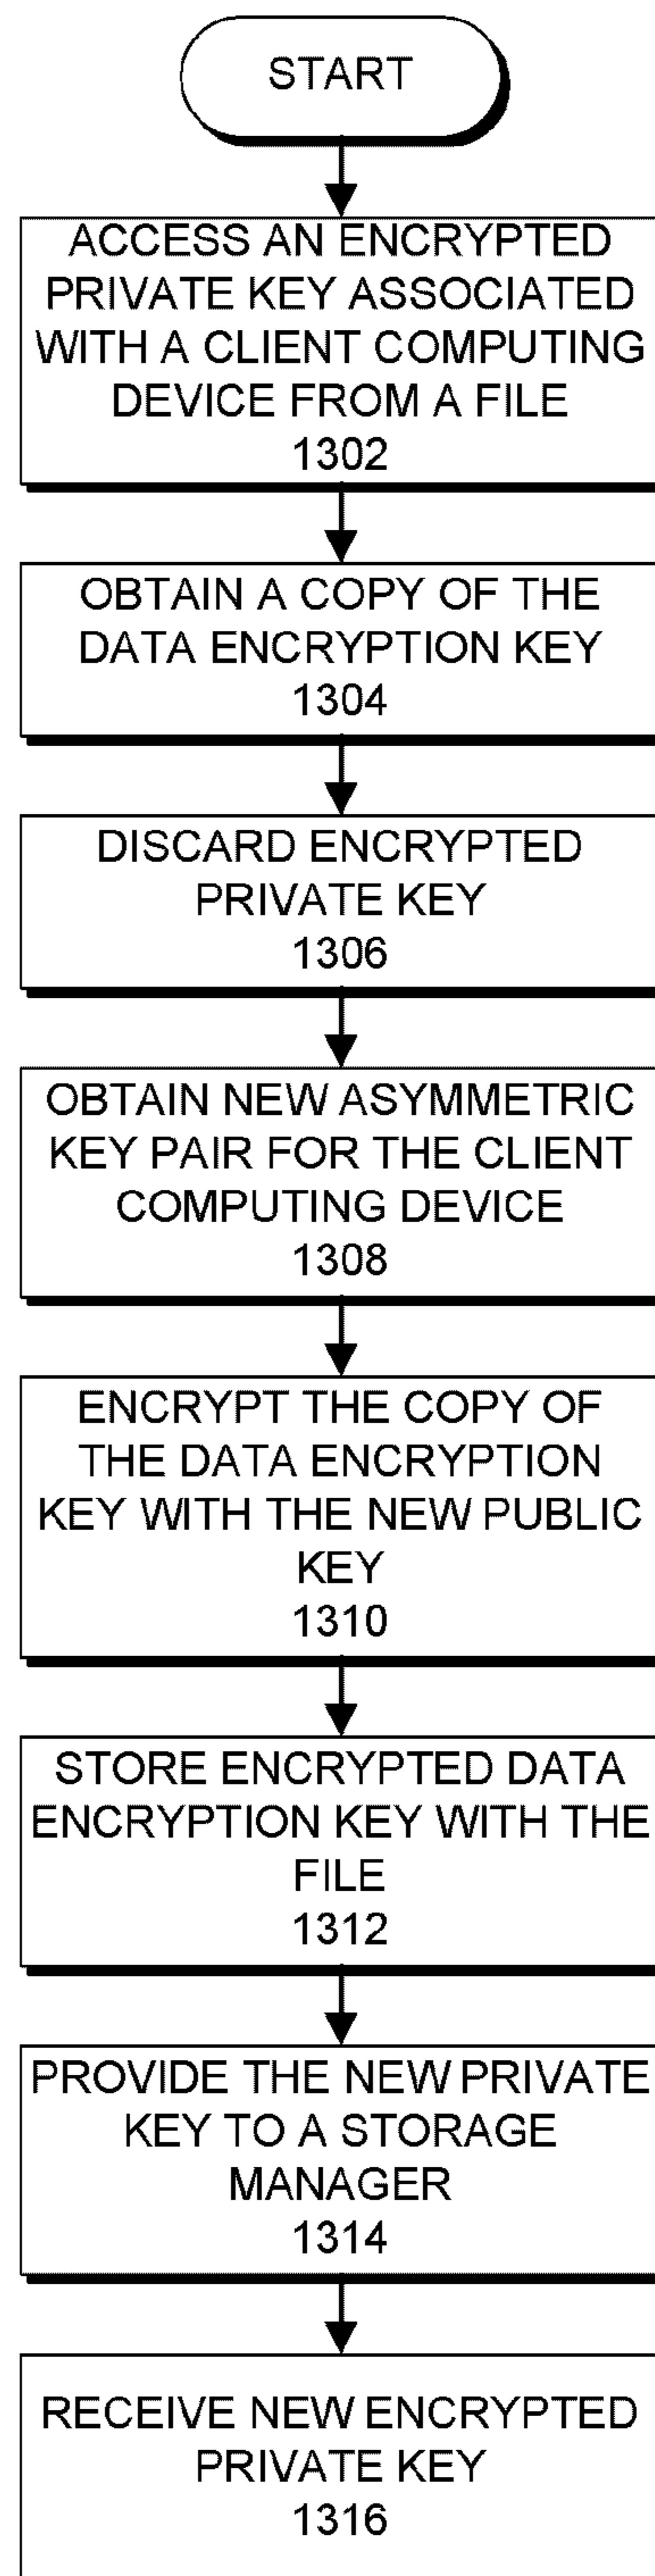 START
ACCESS AN ENCRYPTED
PRIVATE KEY ASSOCIATED
WITH A CLIENT COMPUTING
DEVICE FROM A FILE
1302
OBTAIN A COPY OF THE
DATA ENCRYPTION KEY
1304
DISCARD ENCRYPTED
PRIVATE KEY
1306
OBTAIN NEW ASYMMETRIC
KEY PAIR FOR THE CLIENT
COMPUTING DEVICE
1308
ENCRYPT THE COPY OF
THE DATA ENCRYPTION
KEY WITH THE NEW PUBLIC
KEY
1310
STORE ENCRYPTED DATA
ENCRYPTION KEY WITH THE
FILE
1312
PROVIDE THE NEW PRIVATE
KEY TO A STORAGE
MANAGER
1314
RECEIVE NEW ENCRYPTED
PRIVATE KEY
1316